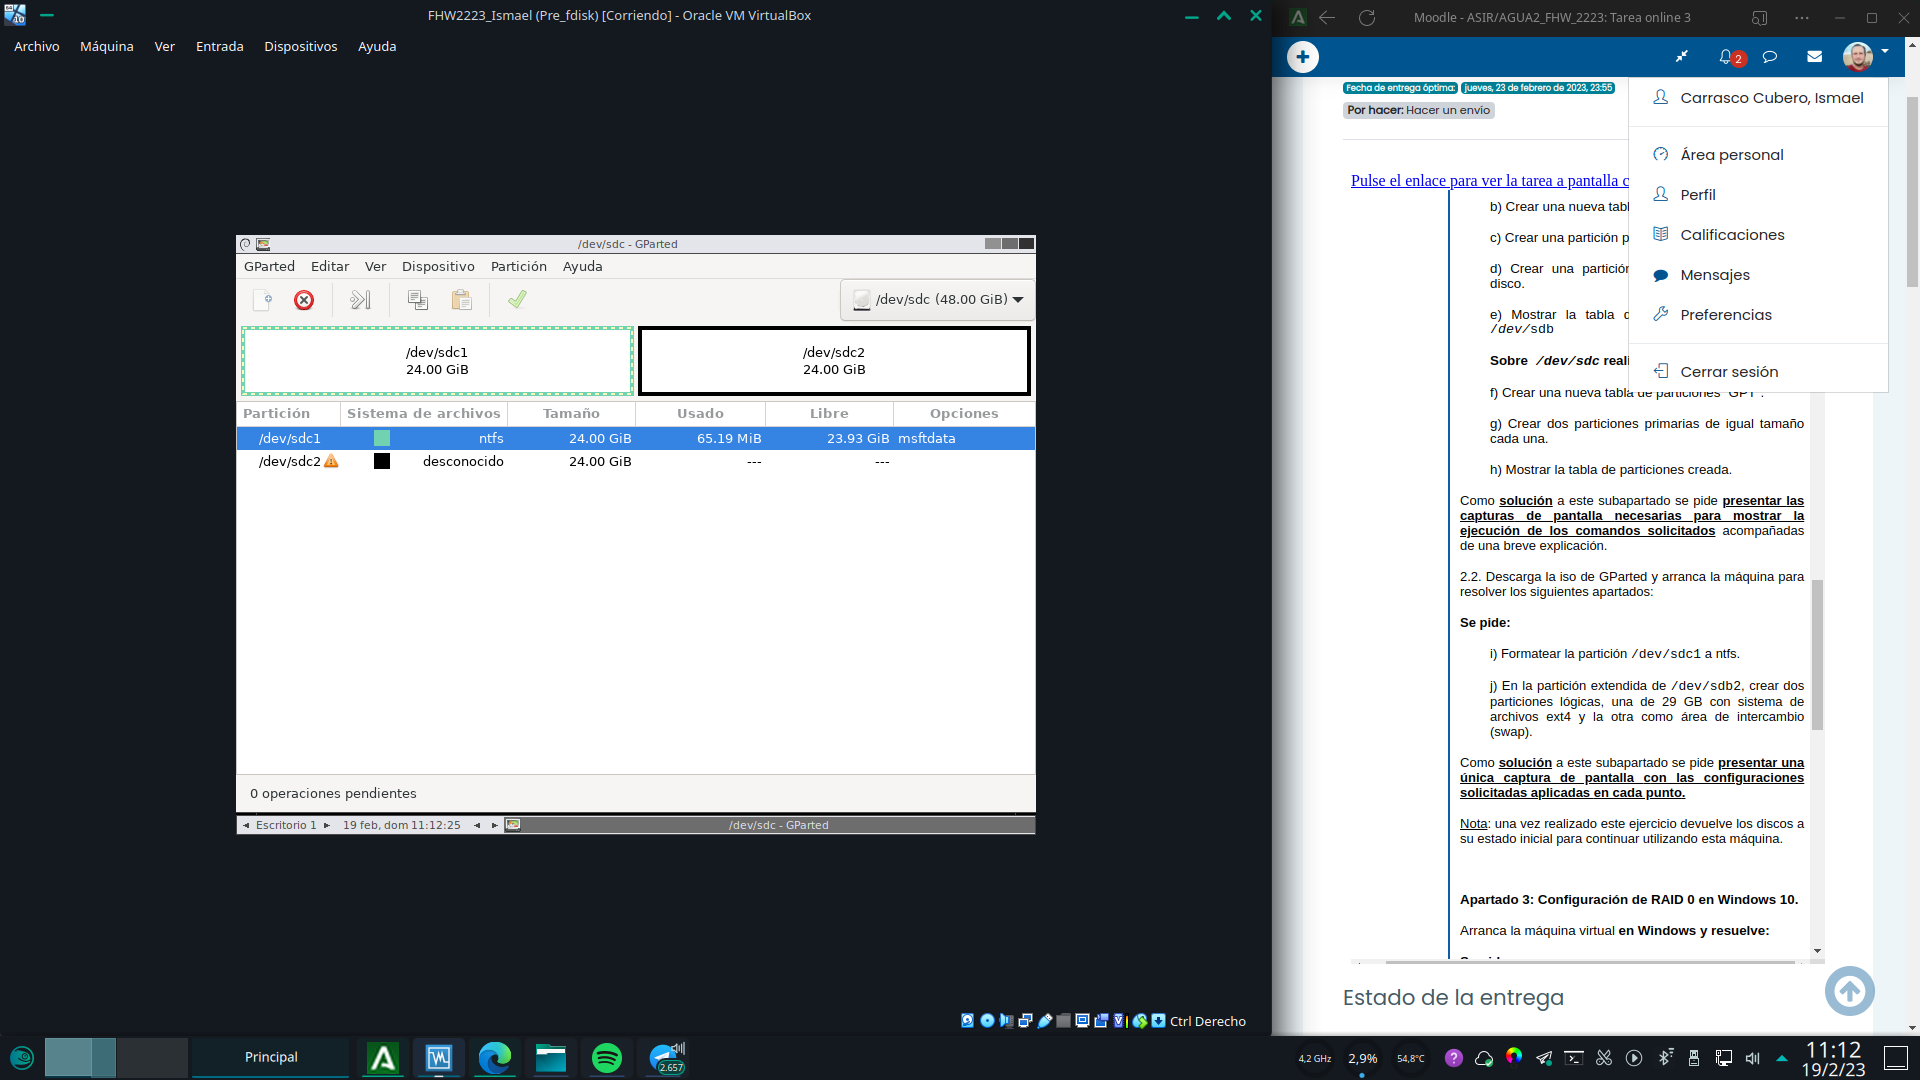 FHW2223_Ismael (Pre_fdisk) [Corriendo] - Oracle VM VirtualBox
Archivo Máquina Ver Entrada Dispositivos Ayuda
/dev/sdc - GParted
GParted Editar Ver Dispositivo Partición Ayuda
/dev/sdc (48.00 GiB)
/dev/sdc1
24.00 GiB
/dev/sdc2
24.00 GiB
Partición Sistema de archivos Tamaño Usado Libre Opciones
/dev/sdc1 ntfs 24.00 GiB 65.19 MiB 23.93 GiB msftdata
/dev/sdc2 desconocido 24.00 GiB --- ---
0 operaciones pendientes
Escritorio 1 19 feb, dom 11:12:25 /dev/sdc - GParted
Ctrl Derecho
Moodle - ASIR/AGUA2_FHW_2223: Tarea online 3
2
Fecha de entrega óptima: jueves, 23 de febrero de 2023, 23:55
Por hacer: Hacer un envío
Carrasco Cubero, Ismael
Área personal
Perfil
Calificaciones
Mensajes
Preferencias
Cerrar sesión
Pulse el enlace para ver la tarea a pantalla c
b) Crear una nueva tabl
c) Crear una partición p
d) Crear una partición
disco.
e) Mostrar la tabla d
/dev/sdb
Sobre /dev/sdc reali
f) Crear una nueva tabla de particiones "GPT".
g) Crear dos particiones primarias de igual tamaño
cada una.
h) Mostrar la tabla de particiones creada.
Como solución a este subapartado se pide presentar las
capturas de pantalla necesarias para mostrar la
ejecución de los comandos solicitados acompañadas
de una breve explicación.
2.2. Descarga la iso de GParted y arranca la máquina para
resolver los siguientes apartados:
Se pide:
i) Formatear la partición /dev/sdc1 a ntfs.
j) En la partición extendida de /dev/sdb2, crear dos
particiones lógicas, una de 29 GB con sistema de
archivos ext4 y la otra como área de intercambio
(swap).
Como solución a este subapartado se pide presentar una
única captura de pantalla con las configuraciones
solicitadas aplicadas en cada punto.
Nota: una vez realizado este ejercicio devuelve los discos a
su estado inicial para continuar utilizando esta máquina.
Apartado 3: Configuración de RAID 0 en Windows 10.
Arranca la máquina virtual en Windows y resuelve:
Estado de la entrega
Principal
2.657
4,2 GHz
2,9%
54,8°C
11:12
19/2/23